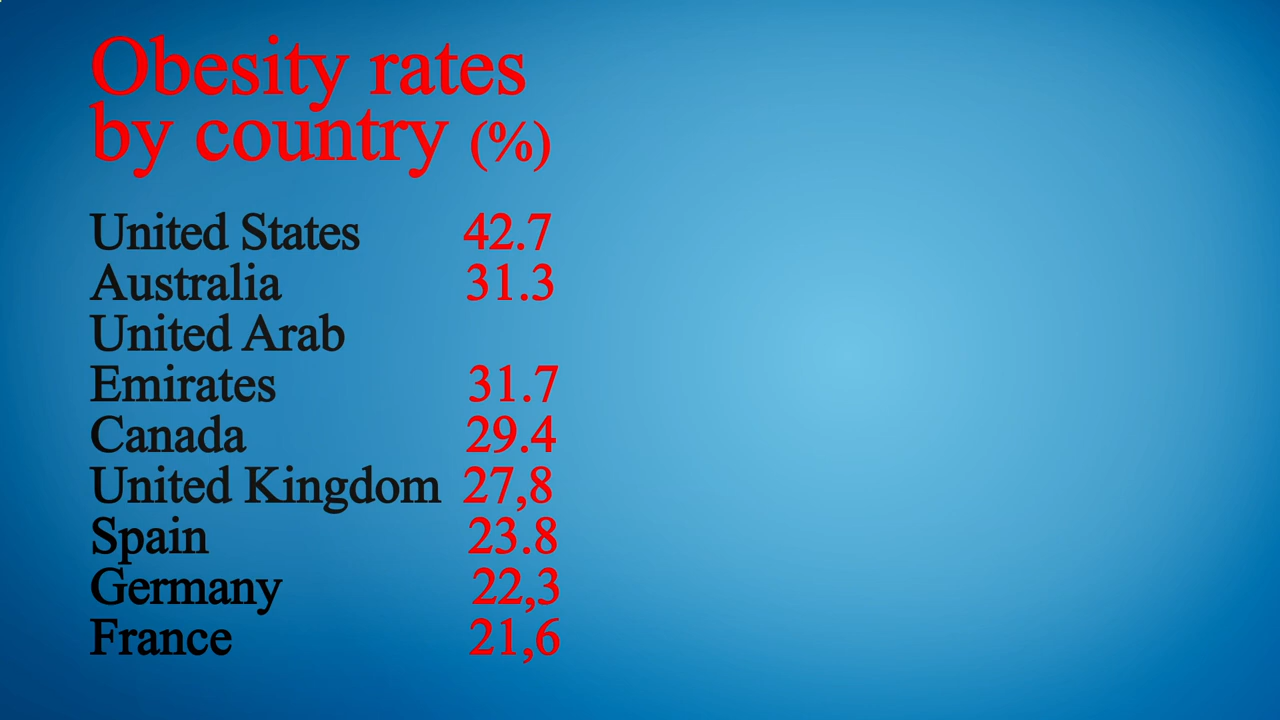 Obesity rates
by country (%)
United States 42.7
Australia 31.3
United Arab
Emirates 31.7
Canada 29.4
United Kingdom 27,8
Spain 23.8
Germany 22,3
France 21,6